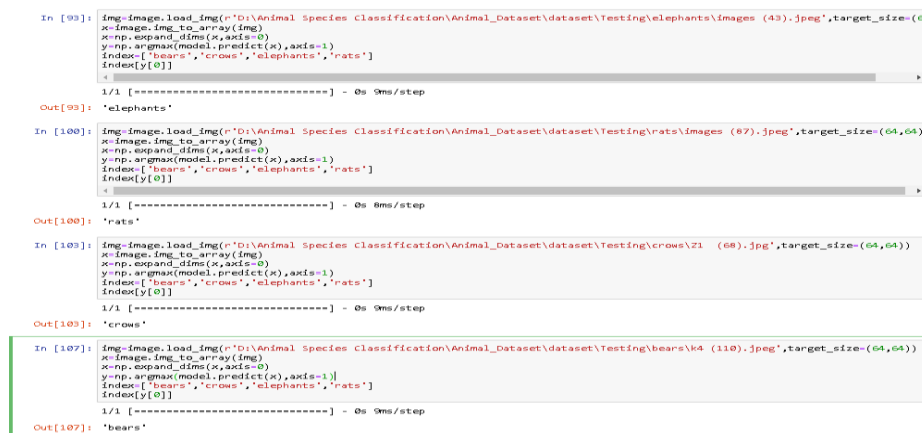 In [93]: img=image.load_img(r'D:\Animal Species Classification\Animal_Dataset\dataset\Testing\elephants\images (43).jpeg',target_size=(6
x=image.img_to_array(img)
x=np.expand_dims(x,axis=0)
y=np.argmax(model.predict(x),axis=1)
index=['bears','crows','elephants','rats']
index[y[0]]
1/1 [==============================] - 0s 9ms/step
Out[93]: 'elephants'
In [100]: img=image.load_img(r'D:\Animal Species Classification\Animal_Dataset\dataset\Testing\rats\images (87).jpeg',target_size=(64,64)
x=image.img_to_array(img)
x=np.expand_dims(x,axis=0)
y=np.argmax(model.predict(x),axis=1)
index=['bears','crows','elephants','rats']
index[y[0]]
1/1 [==============================] - 0s 8ms/step
Out[100]: 'rats'
In [103]: img=image.load_img(r'D:\Animal Species Classification\Animal_Dataset\dataset\Testing\crows\Z1  (68).jpg',target_size=(64,64))
x=image.img_to_array(img)
x=np.expand_dims(x,axis=0)
y=np.argmax(model.predict(x),axis=1)
index=['bears','crows','elephants','rats']
index[y[0]]
1/1 [==============================] - 0s 9ms/step
Out[103]: 'crows'
In [107]: img=image.load_img(r'D:\Animal Species Classification\Animal_Dataset\dataset\Testing\bears\k4 (110).jpeg',target_size=(64,64))
x=image.img_to_array(img)
x=np.expand_dims(x,axis=0)
y=np.argmax(model.predict(x),axis=1)
index=['bears','crows','elephants','rats']
index[y[0]]
1/1 [==============================] - 0s 9ms/step
Out[107]: 'bears'